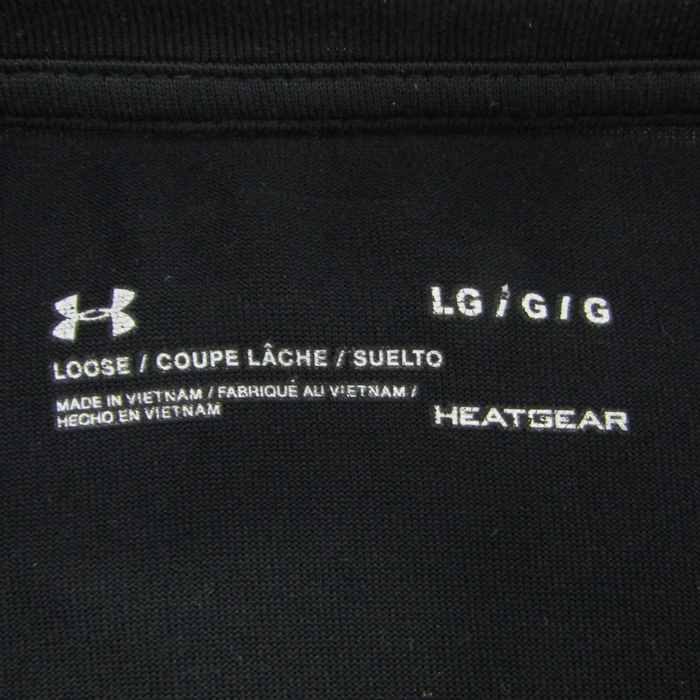 LG / G / G
LOOSE / COUPE LÂCHE / SUELTO
MADE IN VIETNAM / FABRIQUÉ AU VIETNAM /
HECHO EN VIETNAM
HEATGEAR